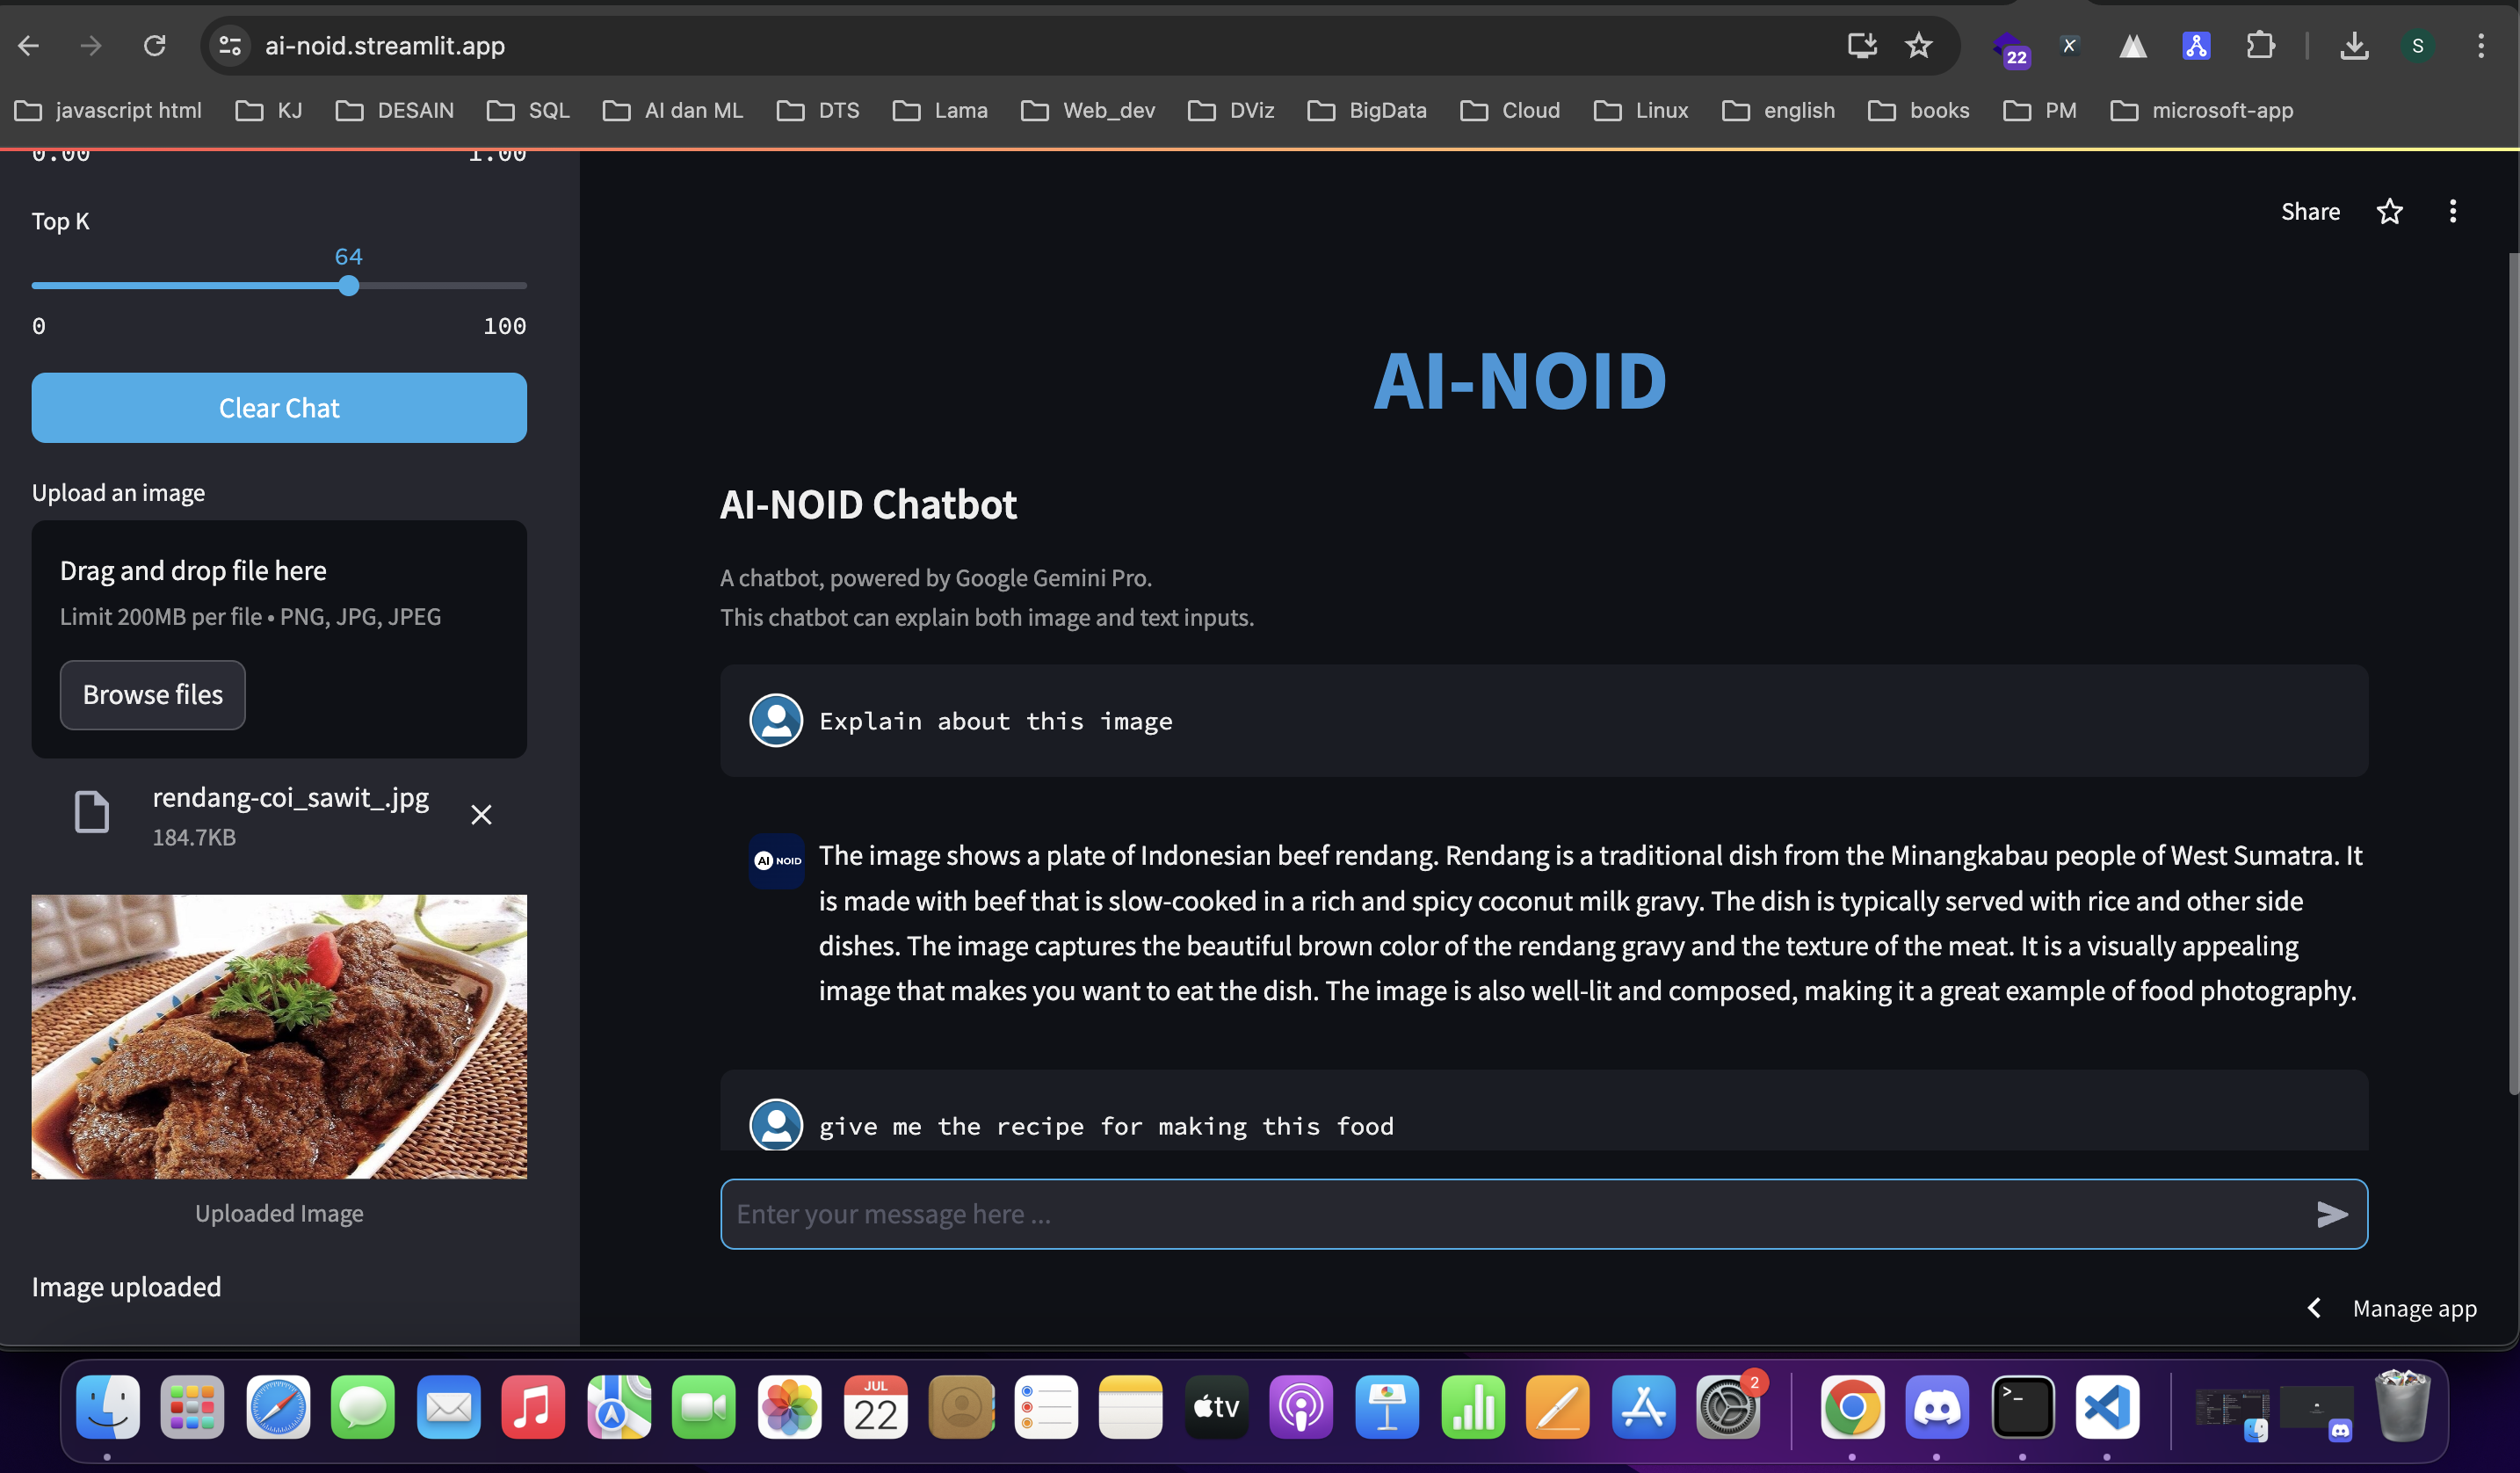 ai-noid.streamlit.app
22
X
S
javascript html
KJ
DESAIN
SQL
AI dan ML
DTS
Lama
Web_dev
DViz
BigData
Cloud
Linux
english
books
PM
microsoft-app
0.00
1.00
Top K
64
0
100
Clear Chat
Upload an image
Drag and drop file here
Limit 200MB per file • PNG, JPG, JPEG
Browse files
rendang-coi_sawit_.jpg
184.7KB
Uploaded Image
Image uploaded
Share
AI-NOID
AI-NOID Chatbot
A chatbot, powered by Google Gemini Pro.
This chatbot can explain both image and text inputs.
Explain about this image
AI NOID
The image shows a plate of Indonesian beef rendang. Rendang is a traditional dish from the Minangkabau people of West Sumatra. It
is made with beef that is slow-cooked in a rich and spicy coconut milk gravy. The dish is typically served with rice and other side
dishes. The image captures the beautiful brown color of the rendang gravy and the texture of the meat. It is a visually appealing
image that makes you want to eat the dish. The image is also well-lit and composed, making it a great example of food photography.
give me the recipe for making this food
Enter your message here ...
Manage app
JUL
22
tv
2
>_